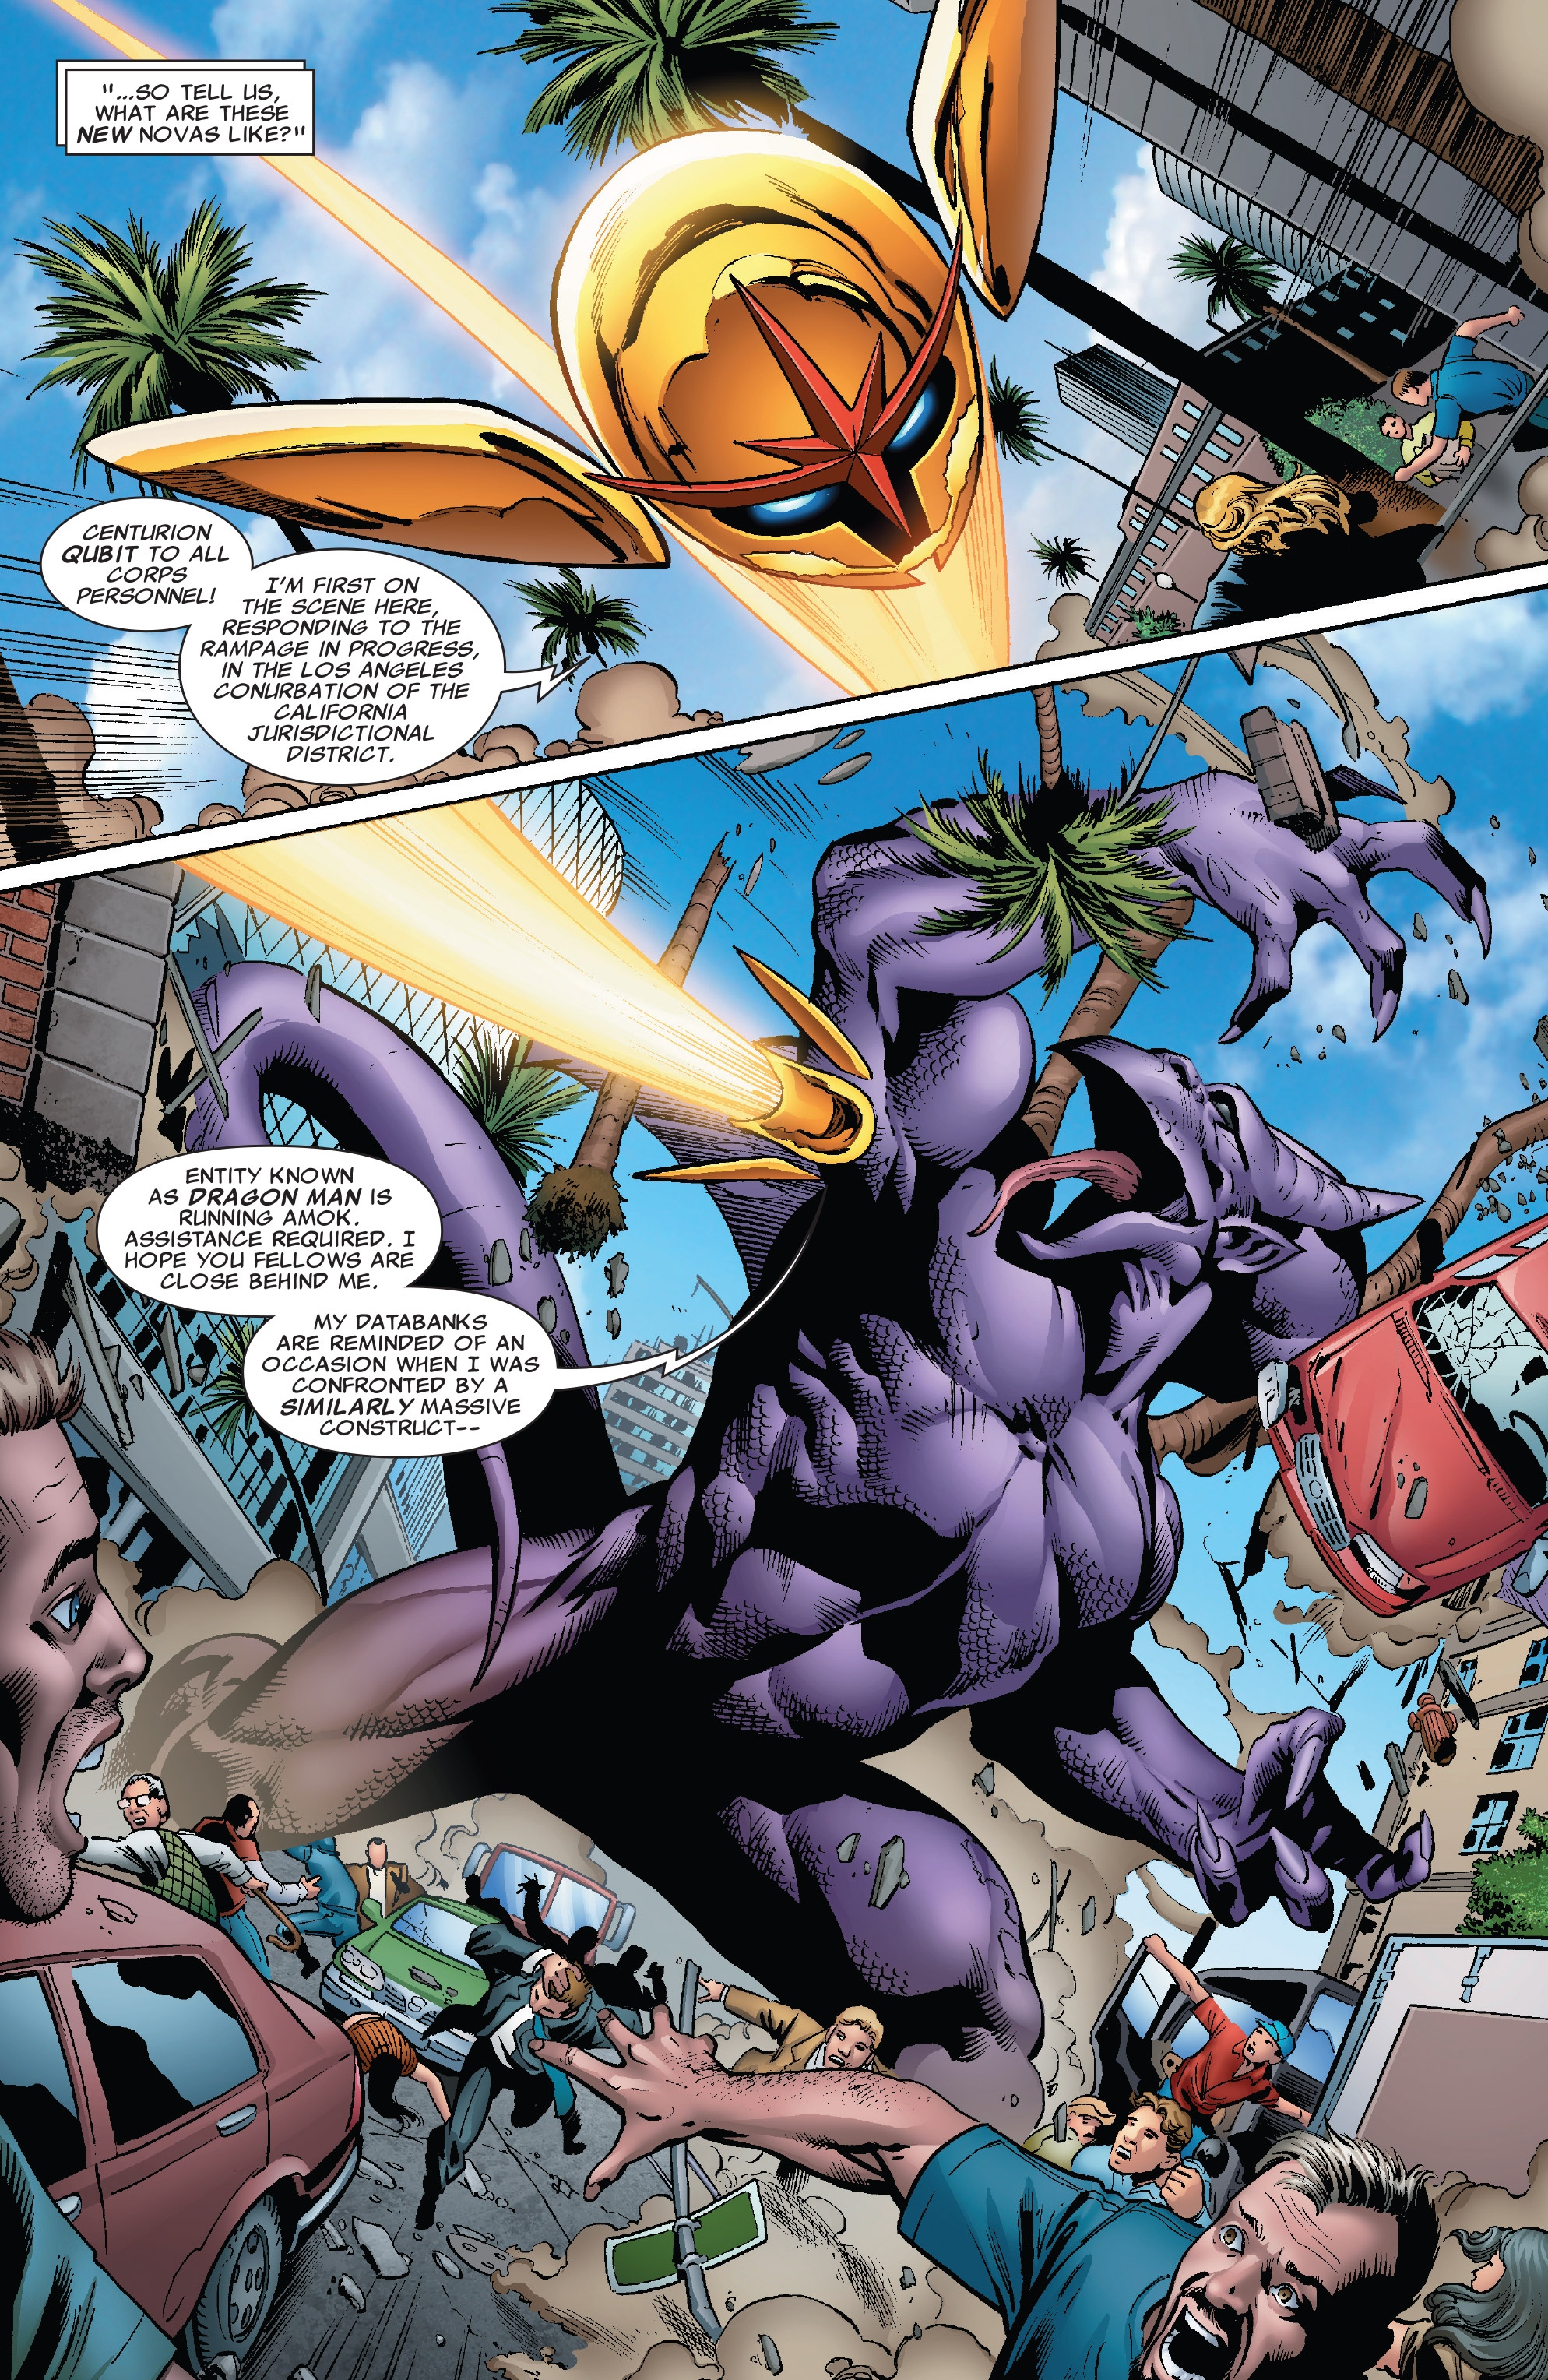 "...SO TELL US,
WHAT ARE THESE
NEW NOVAS LIKE?"
CENTURION
QUBIT TO ALL
CORPS
PERSONNEL!
I'M FIRST ON
THE SCENE HERE,
RESPONDING TO THE
RAMPAGE IN PROGRESS,
IN THE LOS ANGELES
CONURBATION OF THE
CALIFORNIA
JURISDICTIONAL
DISTRICT.
ENTITY KNOWN
AS DRAGON MAN IS
RUNNING AMOK.
ASSISTANCE REQUIRED. I
HOPE YOU FELLOWS ARE
CLOSE BEHIND ME.
MY DATABANKS
ARE REMINDED OF AN
OCCASION WHEN I WAS
CONFRONTED BY A
SIMILARLY MASSIVE
CONSTRUCT--